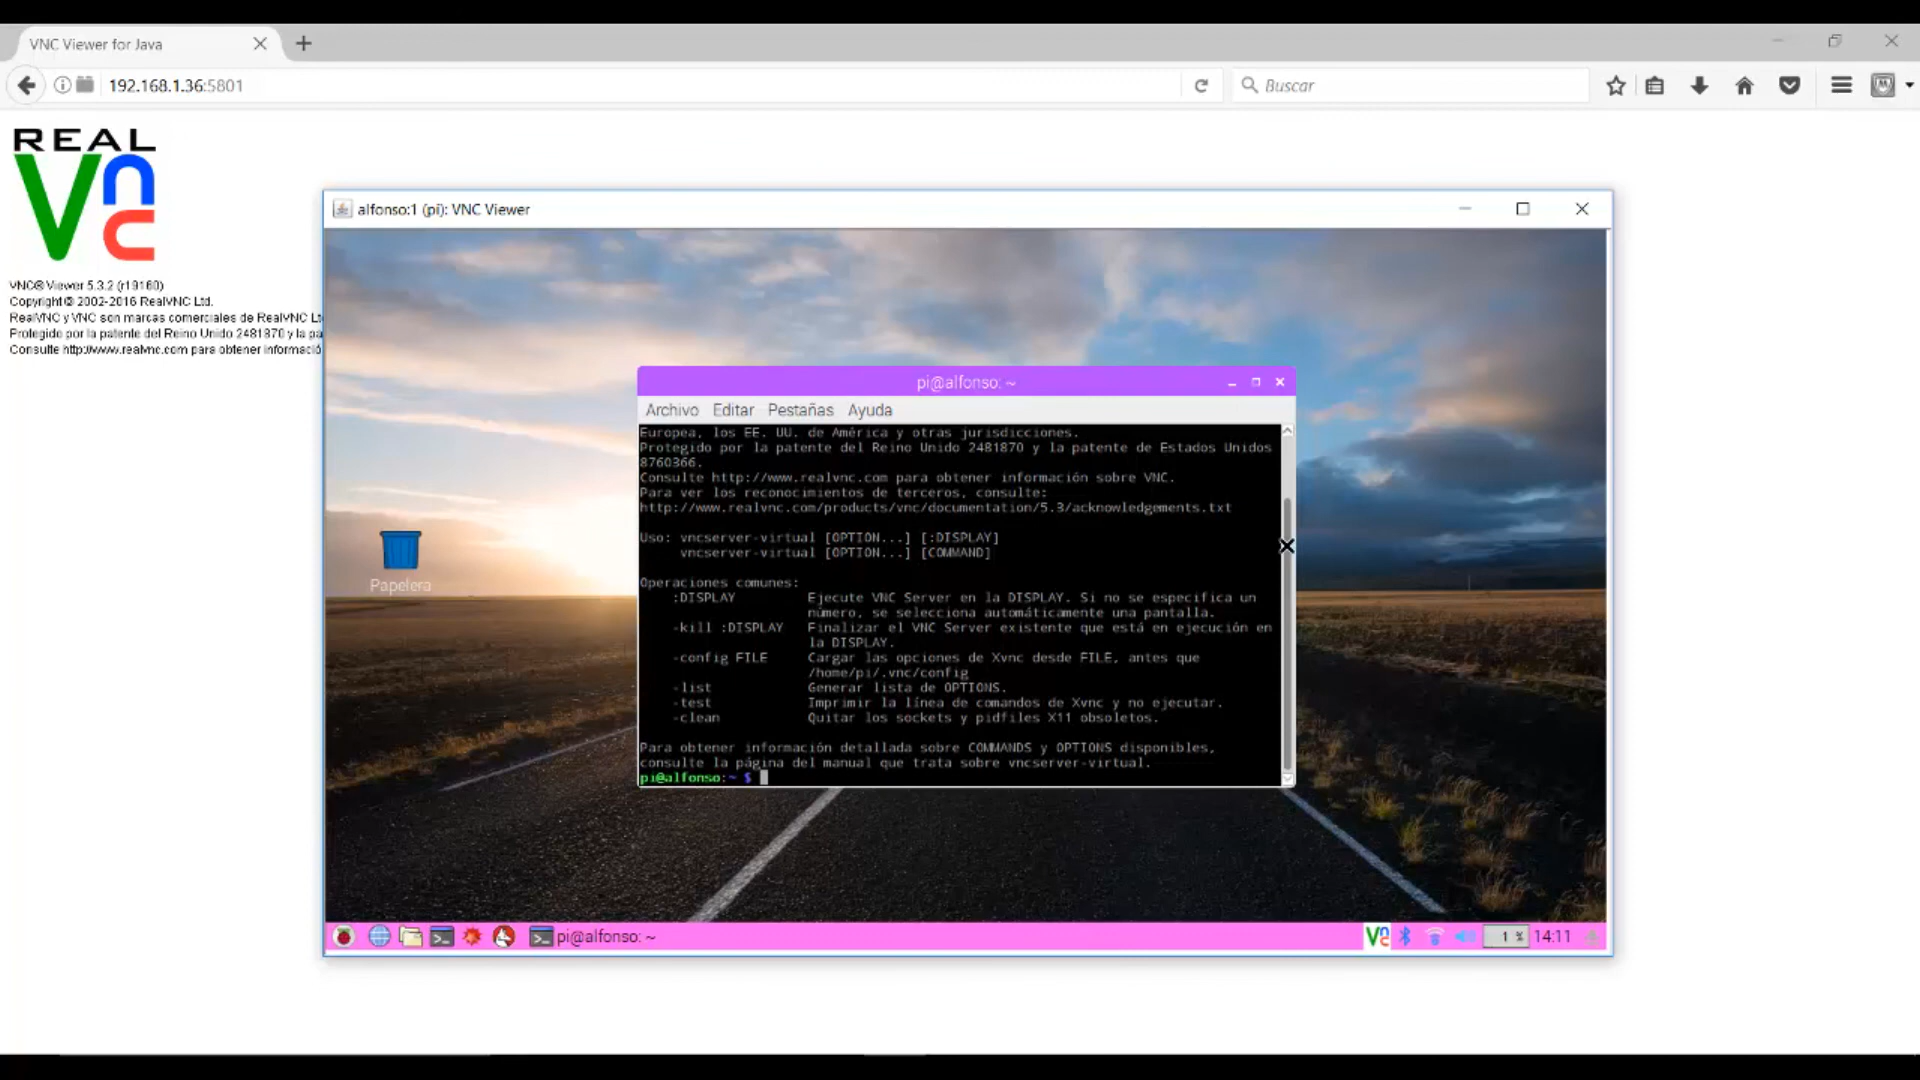 VNC Viewer for Java
192.168.1.36:5801
Buscar
REAL
VNC
VNC® Viewer 5.3.2 (r19160)
Copyright © 2002-2016 RealVNC Ltd.
RealVNC y VNC son marcas comerciales de RealVNC Lt
Protegido por la patente del Reino Unido 2481870 y la pa
Consulte http://www.realvnc.com para obtener informació
alfonso:1 (pi): VNC Viewer
Papelera
pi@alfonso: ~
Archivo Editar Pestañas Ayuda
Europea, los EE. UU. de América y otras jurisdicciones.
Protegido por la patente del Reino Unido 2481870 y la patente de Estados Unidos
8760366.
Consulte http://www.realvnc.com para obtener información sobre VNC.
Para ver los reconocimientos de terceros, consulte:
http://www.realvnc.com/products/vnc/documentation/5.3/acknowledgements.txt
Uso: vncserver-virtual [OPTION...] [:DISPLAY]
vncserver-virtual [OPTION...] [COMMAND]
Operaciones comunes:
:DISPLAY Ejecute VNC Server en la DISPLAY. Si no se especifica un
número, se selecciona automáticamente una pantalla.
-kill :DISPLAY Finalizar el VNC Server existente que está en ejecución en
la DISPLAY.
-config FILE Cargar las opciones de Xvnc desde FILE, antes que
/home/pi/.vnc/config
-list Generar lista de OPTIONS.
-test Imprimir la línea de comandos de Xvnc y no ejecutar.
-clean Quitar los sockets y pidfiles X11 obsoletos.
Para obtener información detallada sobre COMMANDS y OPTIONS disponibles,
consulte la página del manual que trata sobre vncserver-virtual.
pi@alfonso:~ $
pi@alfonso: ~
VNC
1 %
14:11